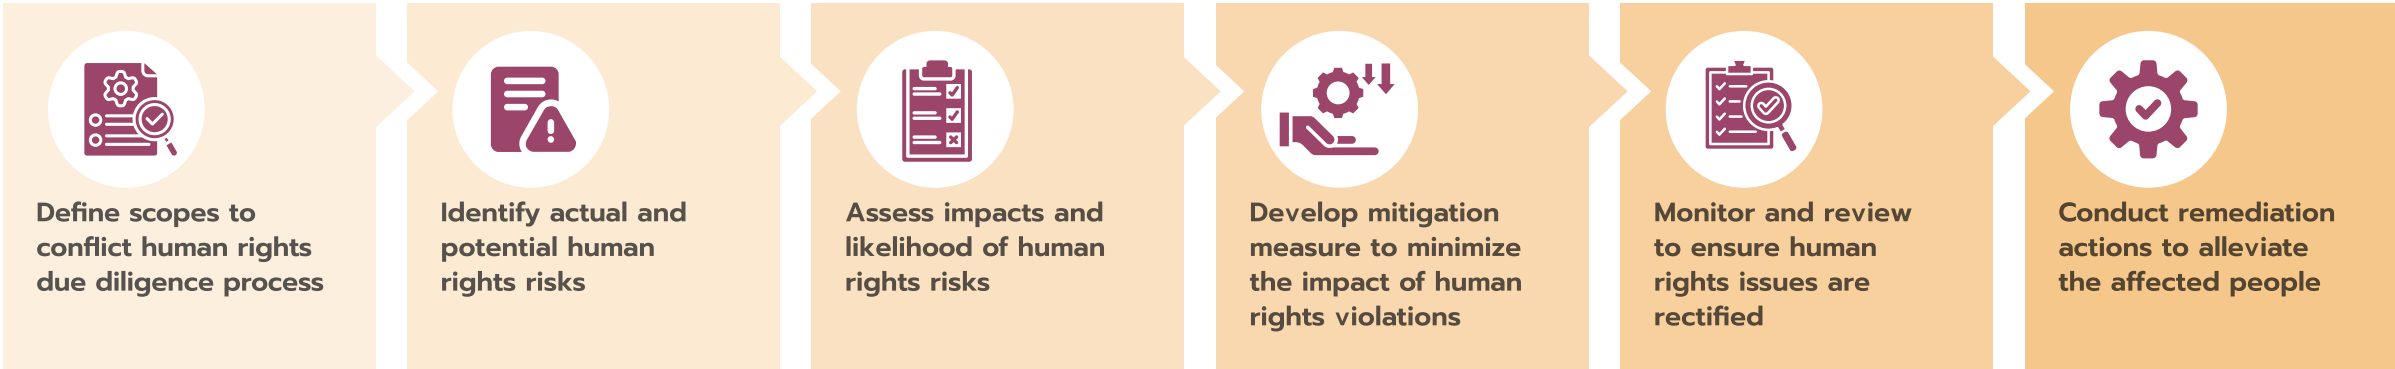 Define scopes to
conflict human rights
due diligence process
Identify actual and
potential human
rights risks
Assess impacts and
likelihood of human
rights risks
Develop mitigation
measure to minimize
the impact of human
rights violations
Monitor and review
to ensure human
rights issues are
rectified
Conduct remediation
actions to alleviate
the affected people